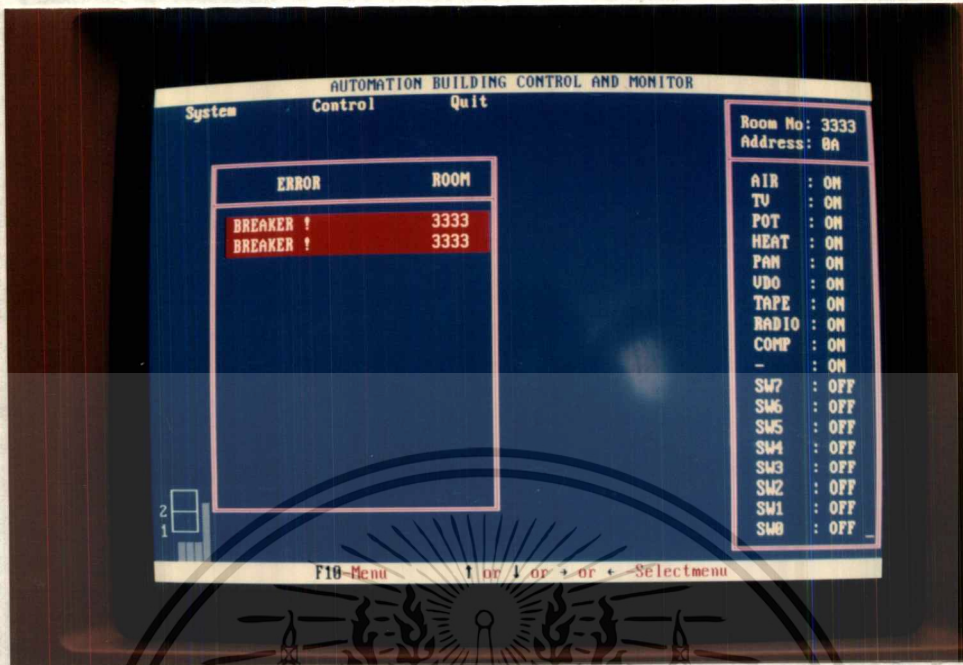 AUTOMATION BUILDING CONTROL AND MONITOR
System Control Quit
ERROR ROOM
BREAKER ! 3333
BREAKER ! 3333
2
1
Room No: 3333
Address: 0A
AIR : ON
TV : ON
POT : ON
HEAT : ON
PAN : ON
VDO : ON
TAPE : ON
RADIO : ON
COMP : ON
- : ON
SW7 : OFF
SW6 : OFF
SW5 : OFF
SW4 : OFF
SW3 : OFF
SW2 : OFF
SW1 : OFF
SW0 : OFF _
F10-Menu ↑ or ↓ or → or ← -Selectmenu